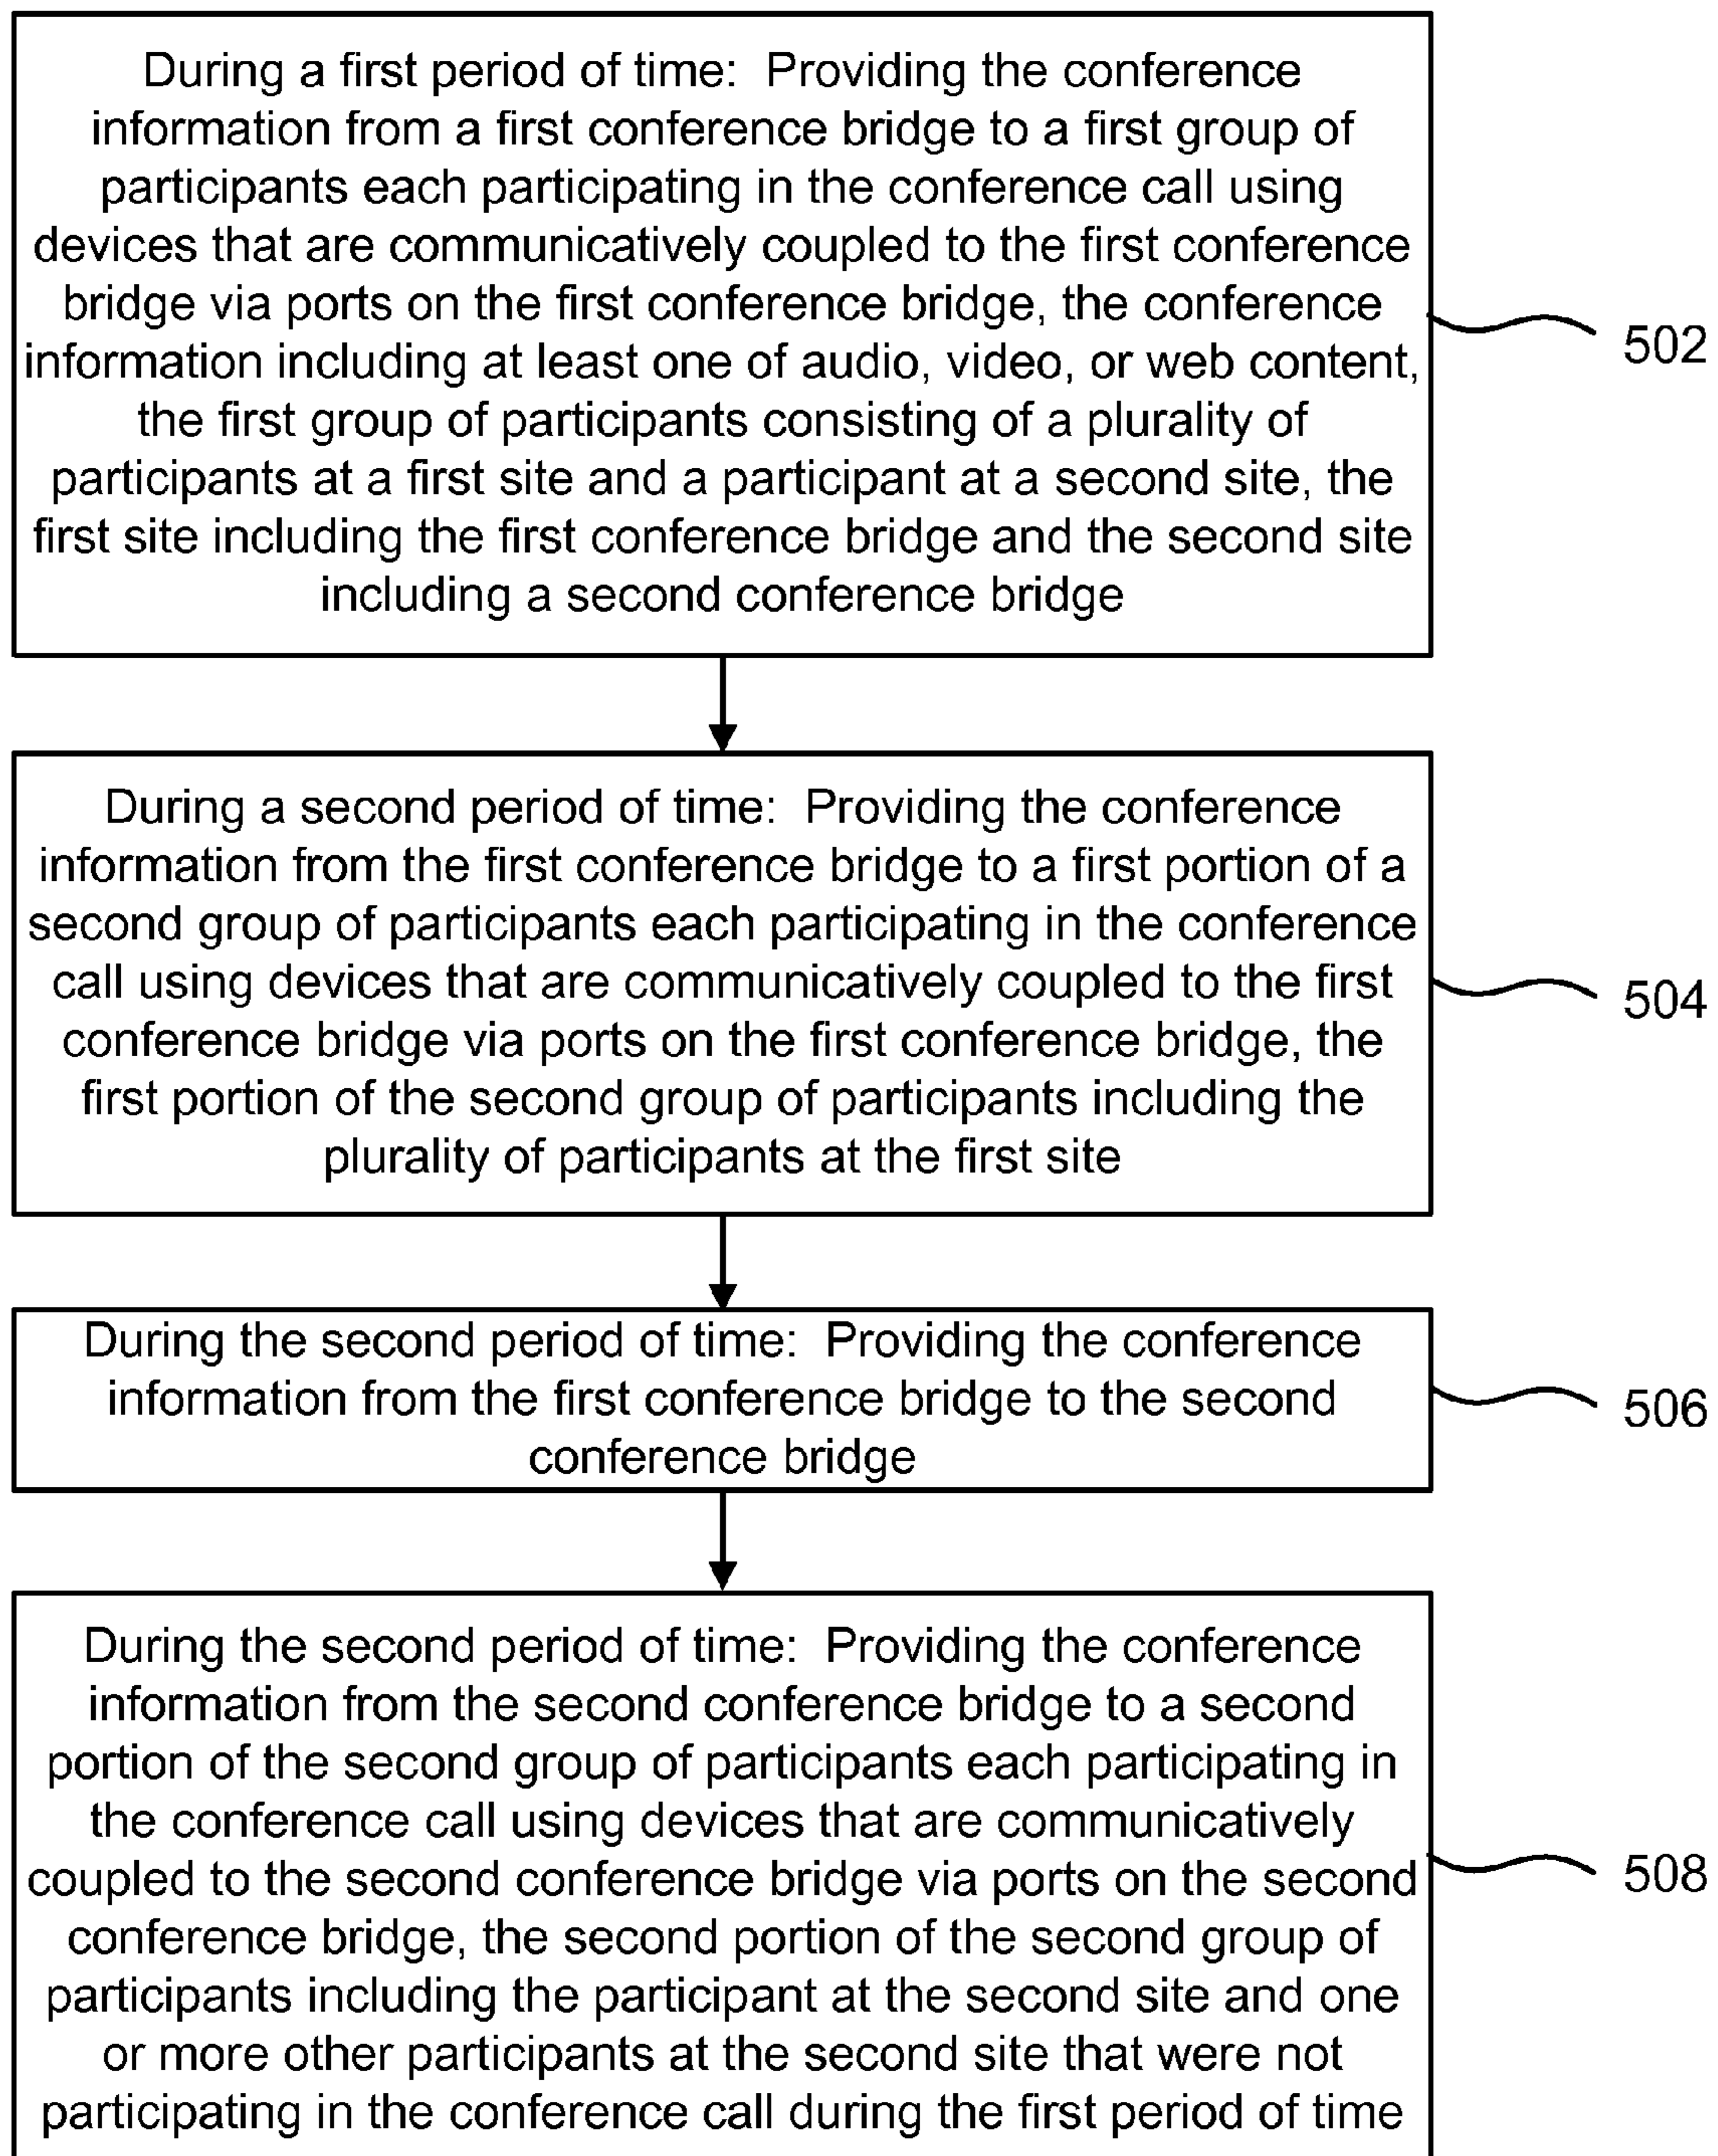 During a first period of time:  Providing the conference
information from a first conference bridge to a first group of
participants each participating in the conference call using
devices that are communicatively coupled to the first conference
bridge via ports on the first conference bridge, the conference
information including at least one of audio, video, or web content,
the first group of participants consisting of a plurality of
participants at a first site and a participant at a second site, the
first site including the first conference bridge and the second site
including a second conference bridge
502
During a second period of time:  Providing the conference
information from the first conference bridge to a first portion of a
second group of participants each participating in the conference
call using devices that are communicatively coupled to the first
conference bridge via ports on the first conference bridge, the
first portion of the second group of participants including the
plurality of participants at the first site
504
During the second period of time:  Providing the conference
information from the first conference bridge to the second
conference bridge
506
During the second period of time:  Providing the conference
information from the second conference bridge to a second
portion of the second group of participants each participating in
the conference call using devices that are communicatively
coupled to the second conference bridge via ports on the second
conference bridge, the second portion of the second group of
participants including the participant at the second site and one
or more other participants at the second site that were not
participating in the conference call during the first period of time
508